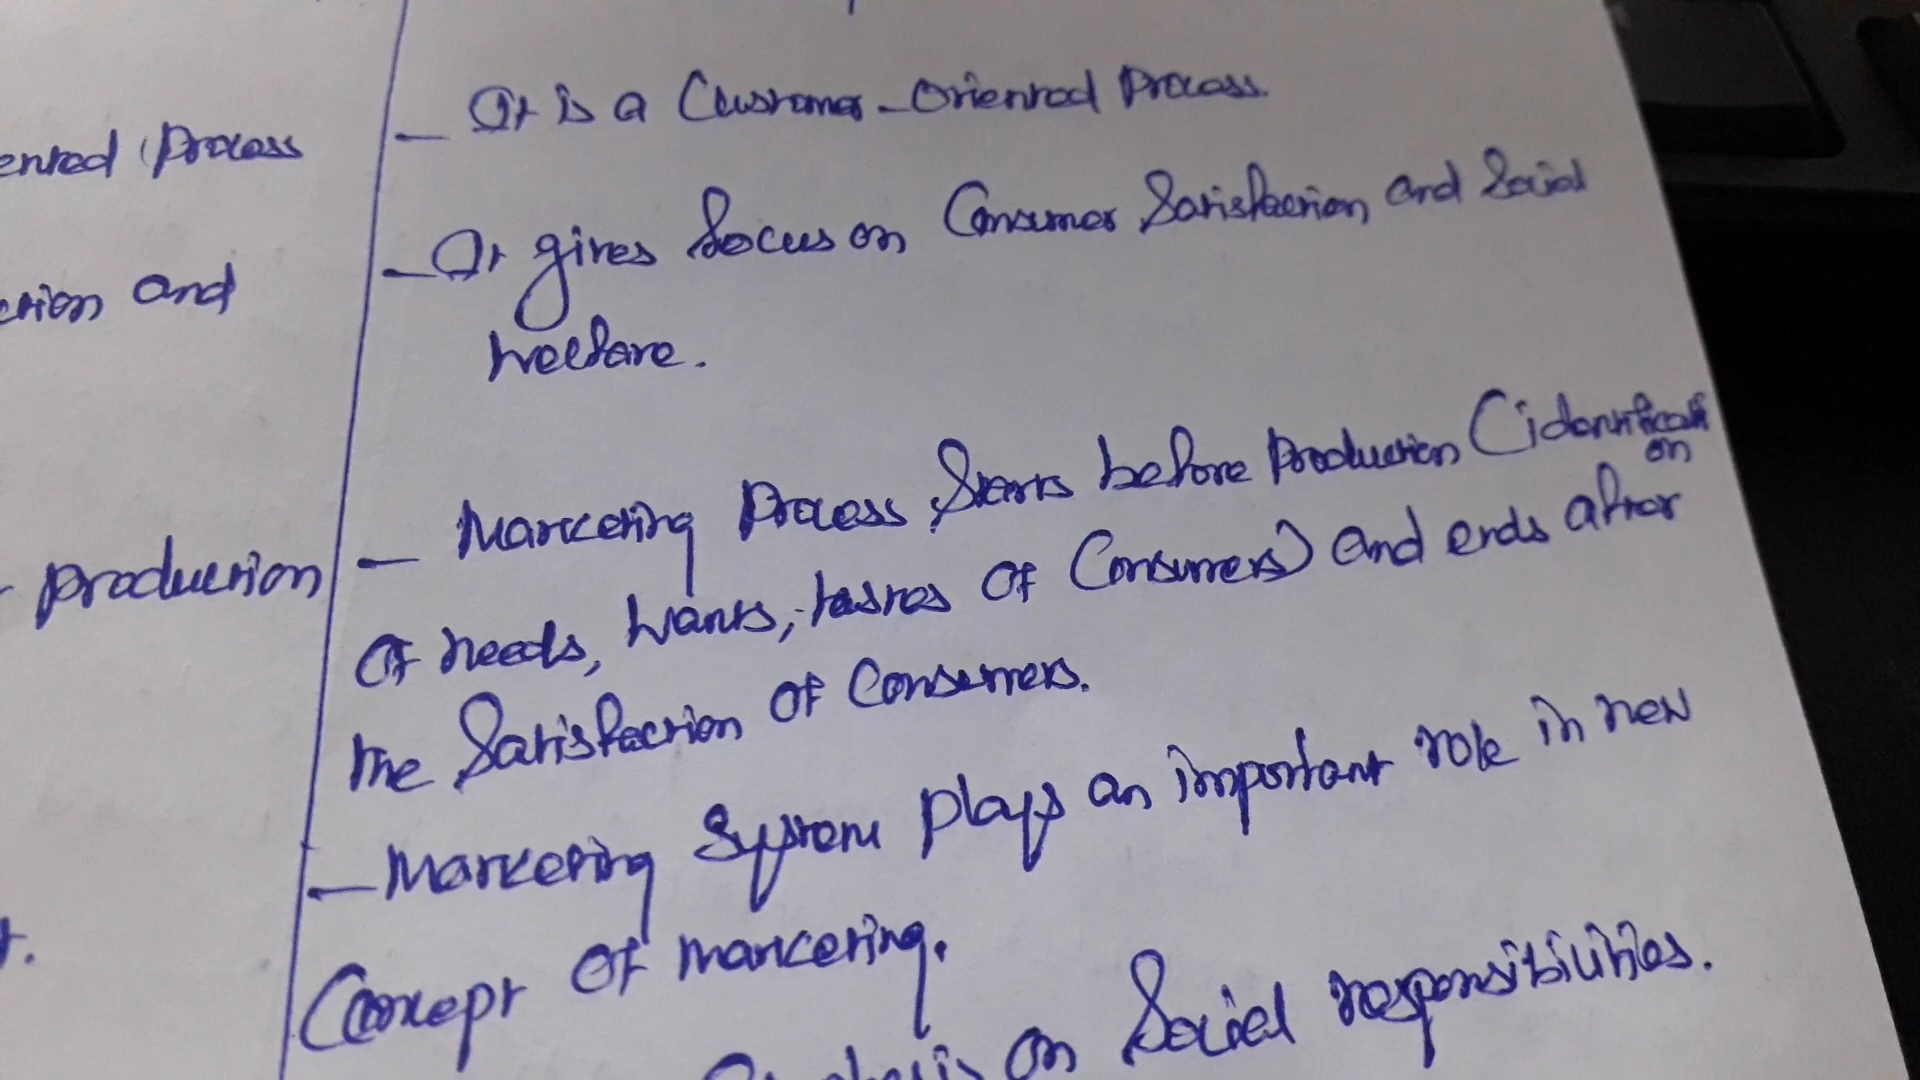 - It is a Customer-Oriented Process.
ented Process
- It gives focus on Consumer Satisfaction and Social
ction and
welfare.
- Marketing Process Starts before Production (identification
- production
of needs, wants, tastes of Consumers) and ends after
the Satisfaction of Consumers.
- Marketing System plays an important role in new
Concept of marketing.
on Social responsibilities.